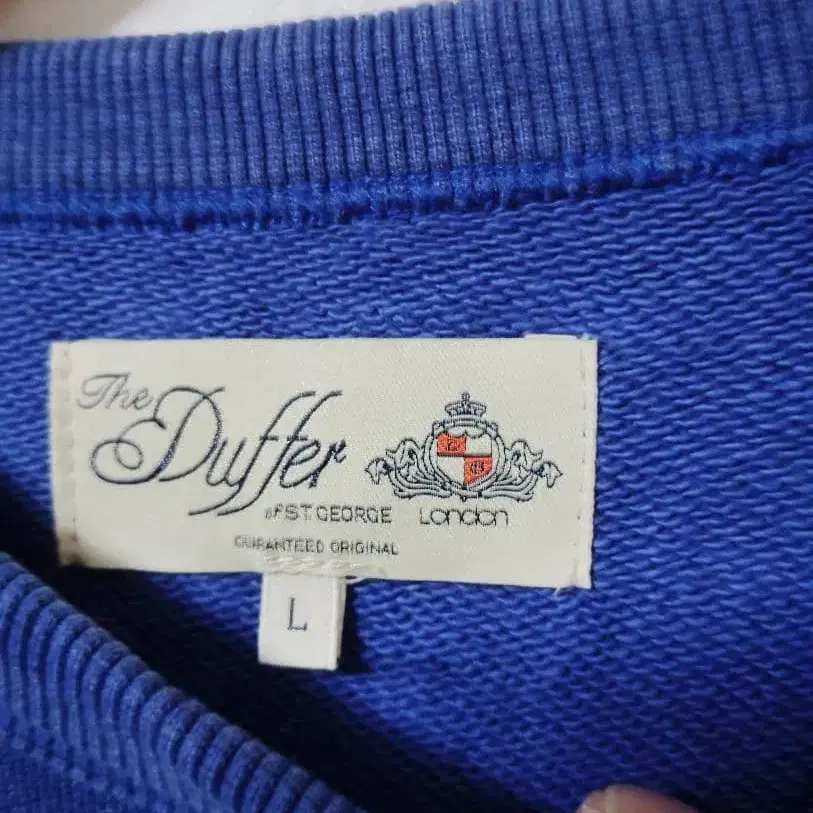 The Duffer
OF ST. GEORGE LONDON
GUARANTEED ORIGINAL
L